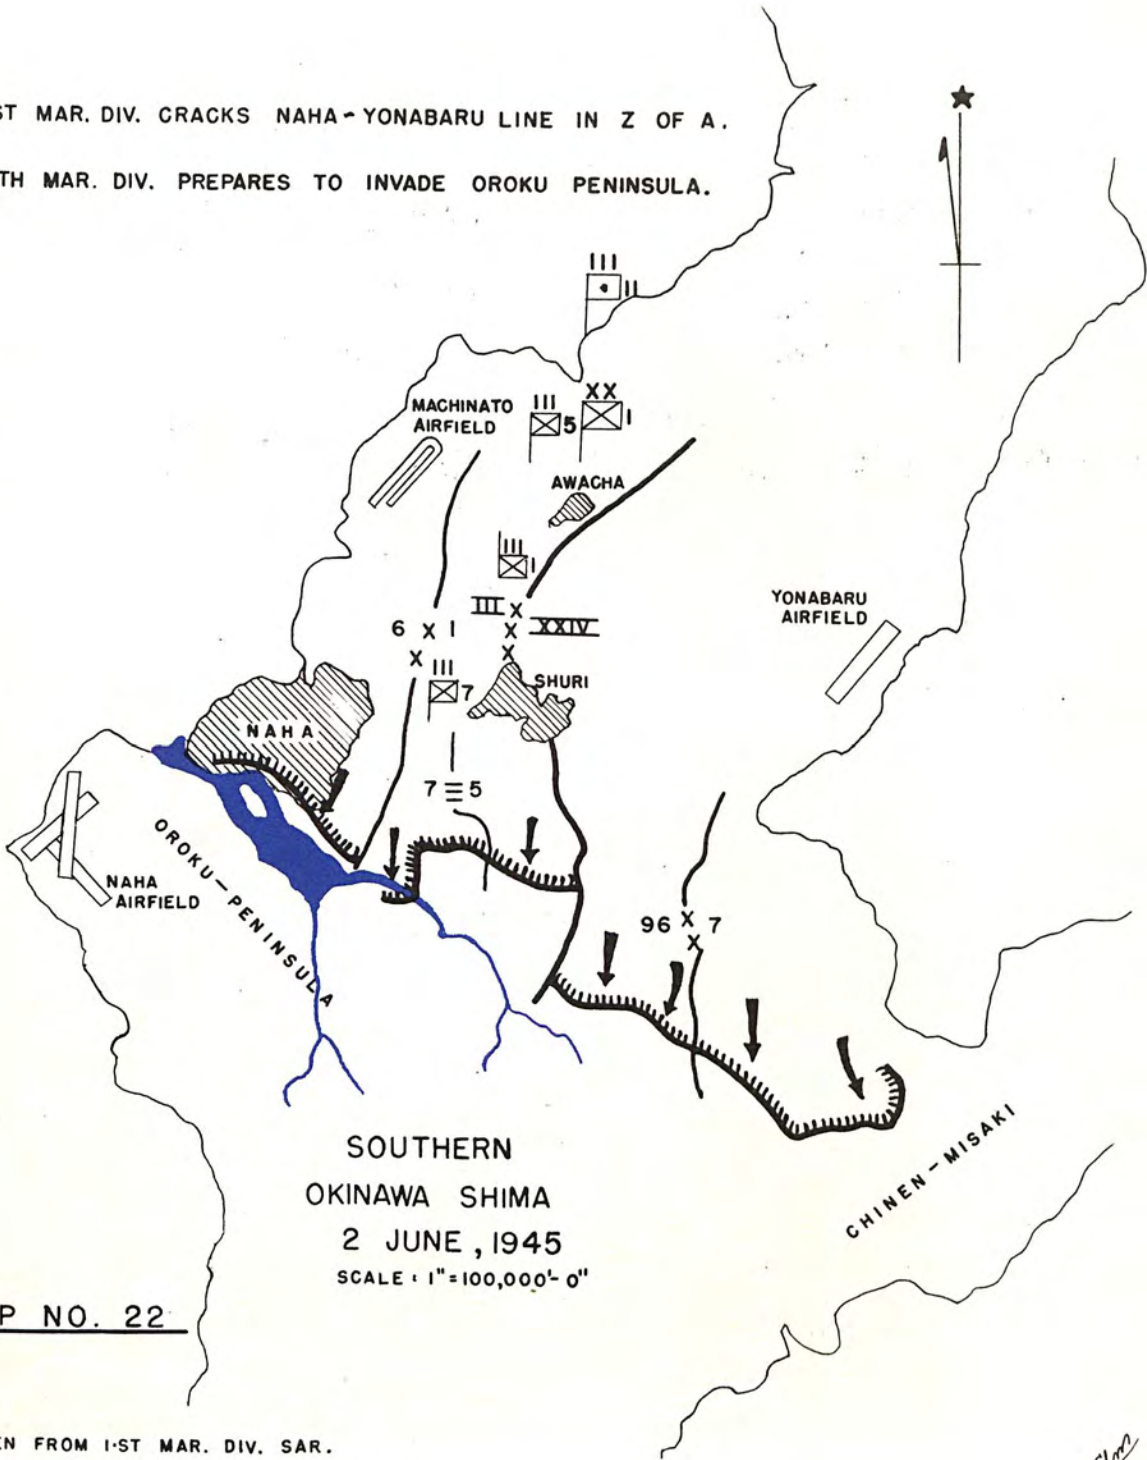 ST MAR. DIV. CRACKS NAHA-YONABARU LINE IN Z OF A.
TH MAR. DIV. PREPARES TO INVADE OROKU PENINSULA.
III
II
III
5
XX
I
MACHINATO
AIRFIELD
AWACHA
III
I
III
XXIV
6 X I
X
X
X
X
III
7
SHURI
YONABARU
AIRFIELD
NAHA
7 5
OROKU-PENINSULA
NAHA
AIRFIELD
96 X 7
X
CHINEN-MISAKI
SOUTHERN
OKINAWA SHIMA
2 JUNE, 1945
SCALE : 1"=100,000'-0"
P NO. 22
EN FROM 1-ST MAR. DIV. SAR.